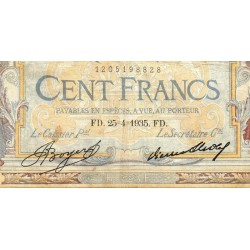 1205198828
CENT FRANCS
PAYABLES EN ESPÈCES, A VUE, AU PORTEUR
FD. 25-4-1935. FD.
Le Caissier Pal Le Secrétaire Gal